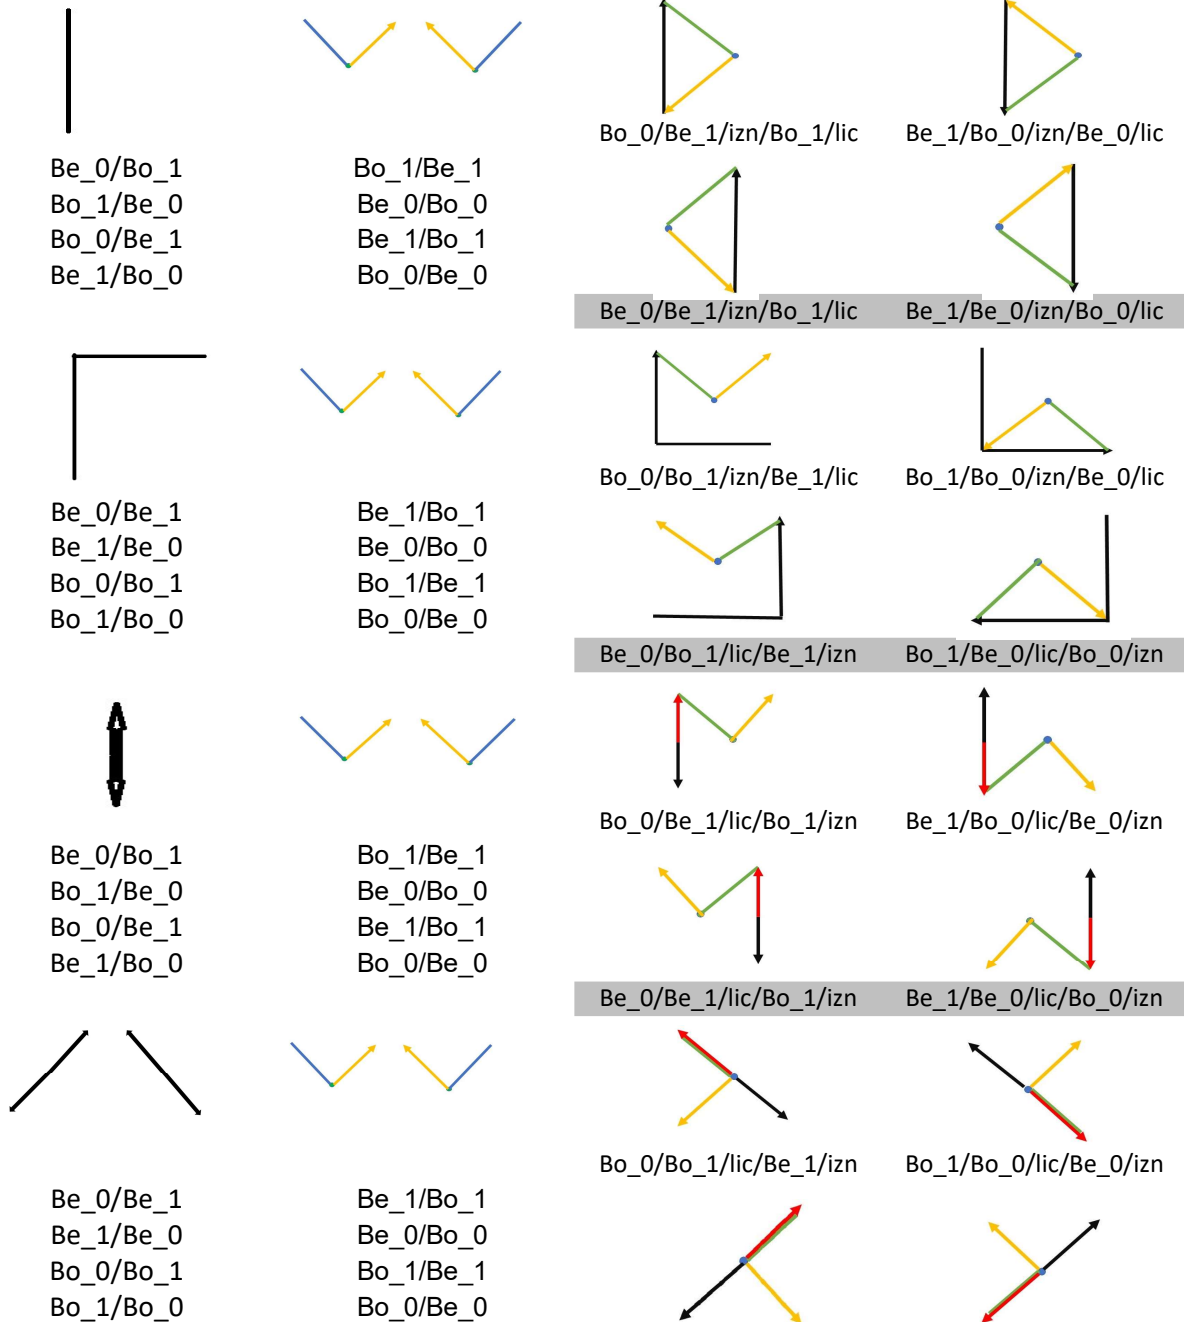 Bo_0/Be_1/izn/Bo_1/lic
Be_1/Bo_0/izn/Be_0/lic
Be_0/Bo_1
Bo_1/Be_0
Bo_0/Be_1
Be_1/Bo_0
Bo_1/Be_1
Be_0/Bo_0
Be_1/Bo_1
Bo_0/Be_0
Be_0/Be_1/izn/Bo_1/lic
Be_1/Be_0/izn/Bo_0/lic
Bo_0/Bo_1/izn/Be_1/lic
Bo_1/Bo_0/izn/Be_0/lic
Be_0/Be_1
Be_1/Be_0
Bo_0/Bo_1
Bo_1/Bo_0
Be_1/Bo_1
Be_0/Bo_0
Bo_1/Be_1
Bo_0/Be_0
Be_0/Bo_1/lic/Be_1/izn
Bo_1/Be_0/lic/Bo_0/izn
Bo_0/Be_1/lic/Bo_1/izn
Be_1/Bo_0/lic/Be_0/izn
Be_0/Bo_1
Bo_1/Be_0
Bo_0/Be_1
Be_1/Bo_0
Bo_1/Be_1
Be_0/Bo_0
Be_1/Bo_1
Bo_0/Be_0
Be_0/Be_1/lic/Bo_1/izn
Be_1/Be_0/lic/Bo_0/izn
Bo_0/Bo_1/lic/Be_1/izn
Bo_1/Bo_0/lic/Be_0/izn
Be_0/Be_1
Be_1/Be_0
Bo_0/Bo_1
Bo_1/Bo_0
Be_1/Bo_1
Be_0/Bo_0
Bo_1/Be_1
Bo_0/Be_0